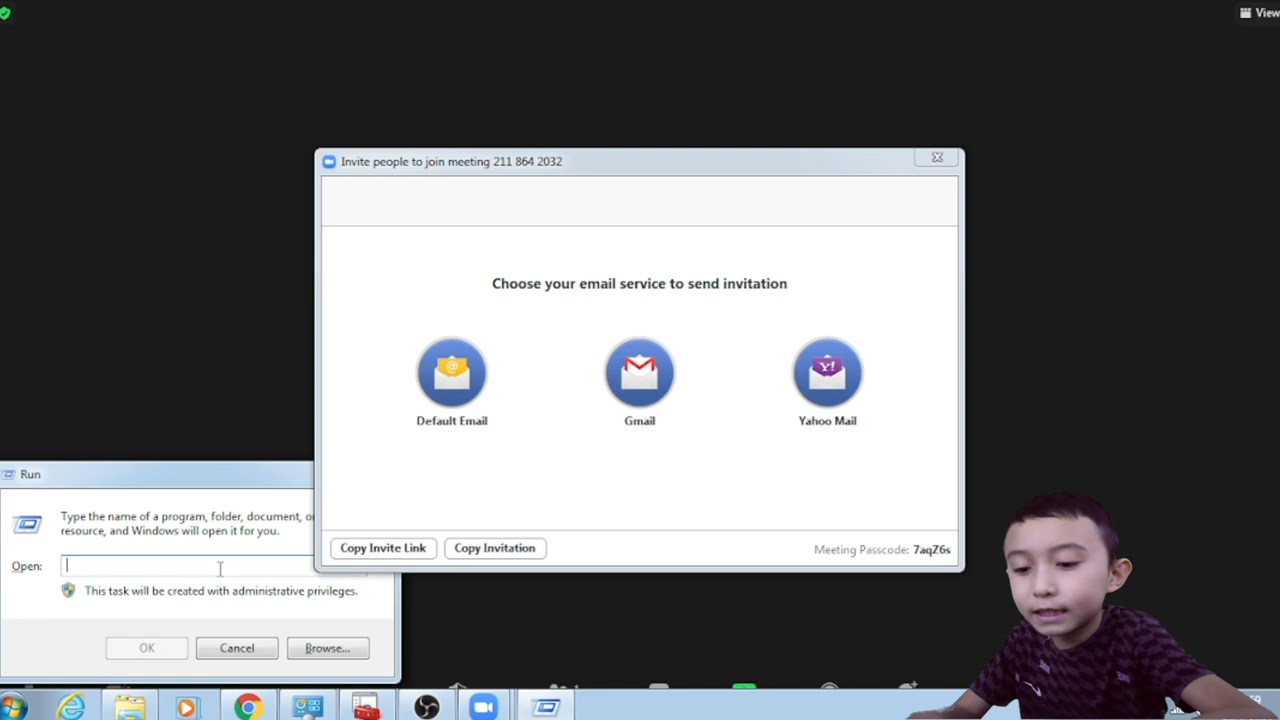 View
Invite people to join meeting 211 864 2032
Choose your email service to send invitation
@
Y!
Default Email
Gmail
Yahoo Mail
Copy Invite Link
Copy Invitation
Meeting Passcode: 7aqZ6s
Run
Type the name of a program, folder, document, or
resource, and Windows will open it for you.
Open:
This task will be created with administrative privileges.
OK
Cancel
Browse...